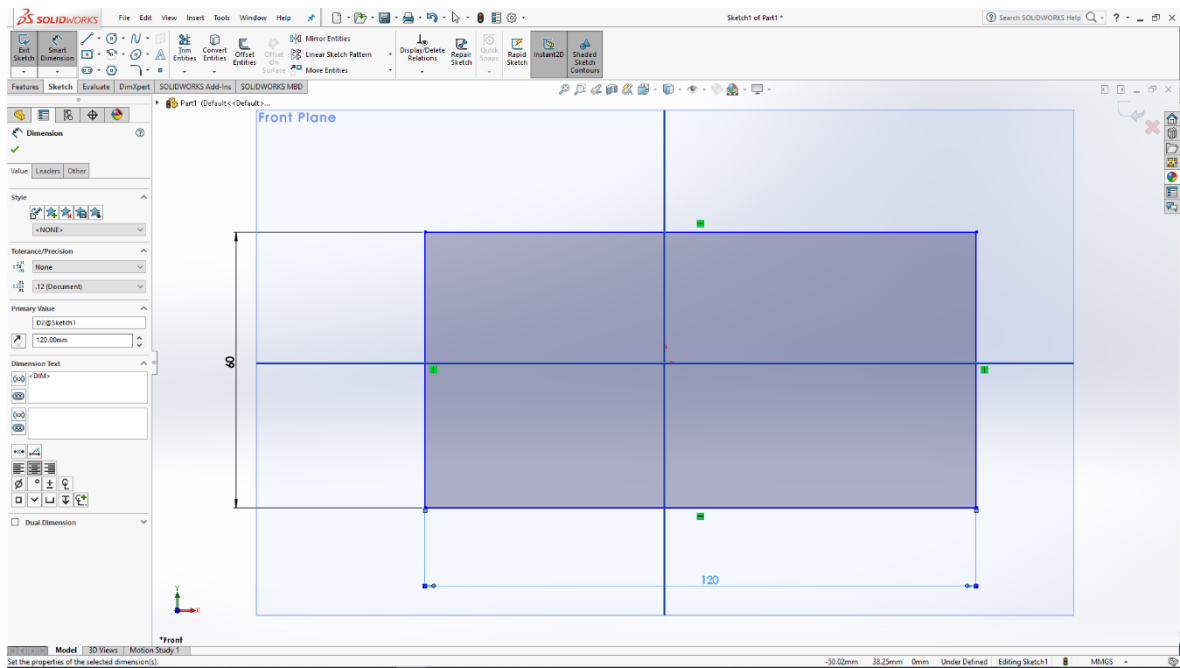 SOLIDWORKS File Edit View Insert Tools Window Help Sketch1 of Part1 * Search SOLIDWORKS Help
Exit Sketch
Smart Dimension
Trim Entities
Convert Entities
Offset Entities
Offset On Surface
Mirror Entities
Linear Sketch Pattern
Move Entities
Display/Delete Relations
Repair Sketch
Quick Snaps
Rapid Sketch
Instant2D
Shaded Sketch Contours
Features Sketch Evaluate DimXpert SOLIDWORKS Add-Ins SOLIDWORKS MBD
Part1 (Default<<Default>...
Front Plane
Dimension
Value Leaders Other
Style
<NONE>
Tolerance/Precision
None
.12 (Document)
Primary Value
D2@Sketch1
120.00mm
Dimension Text
<DIM>
Dual Dimension
60
120
Y
X
*Front
Model 3D Views Motion Study 1
Set the properties of the selected dimension(s). -50.02mm 38.25mm 0mm Under Defined Editing Sketch1 MMGS